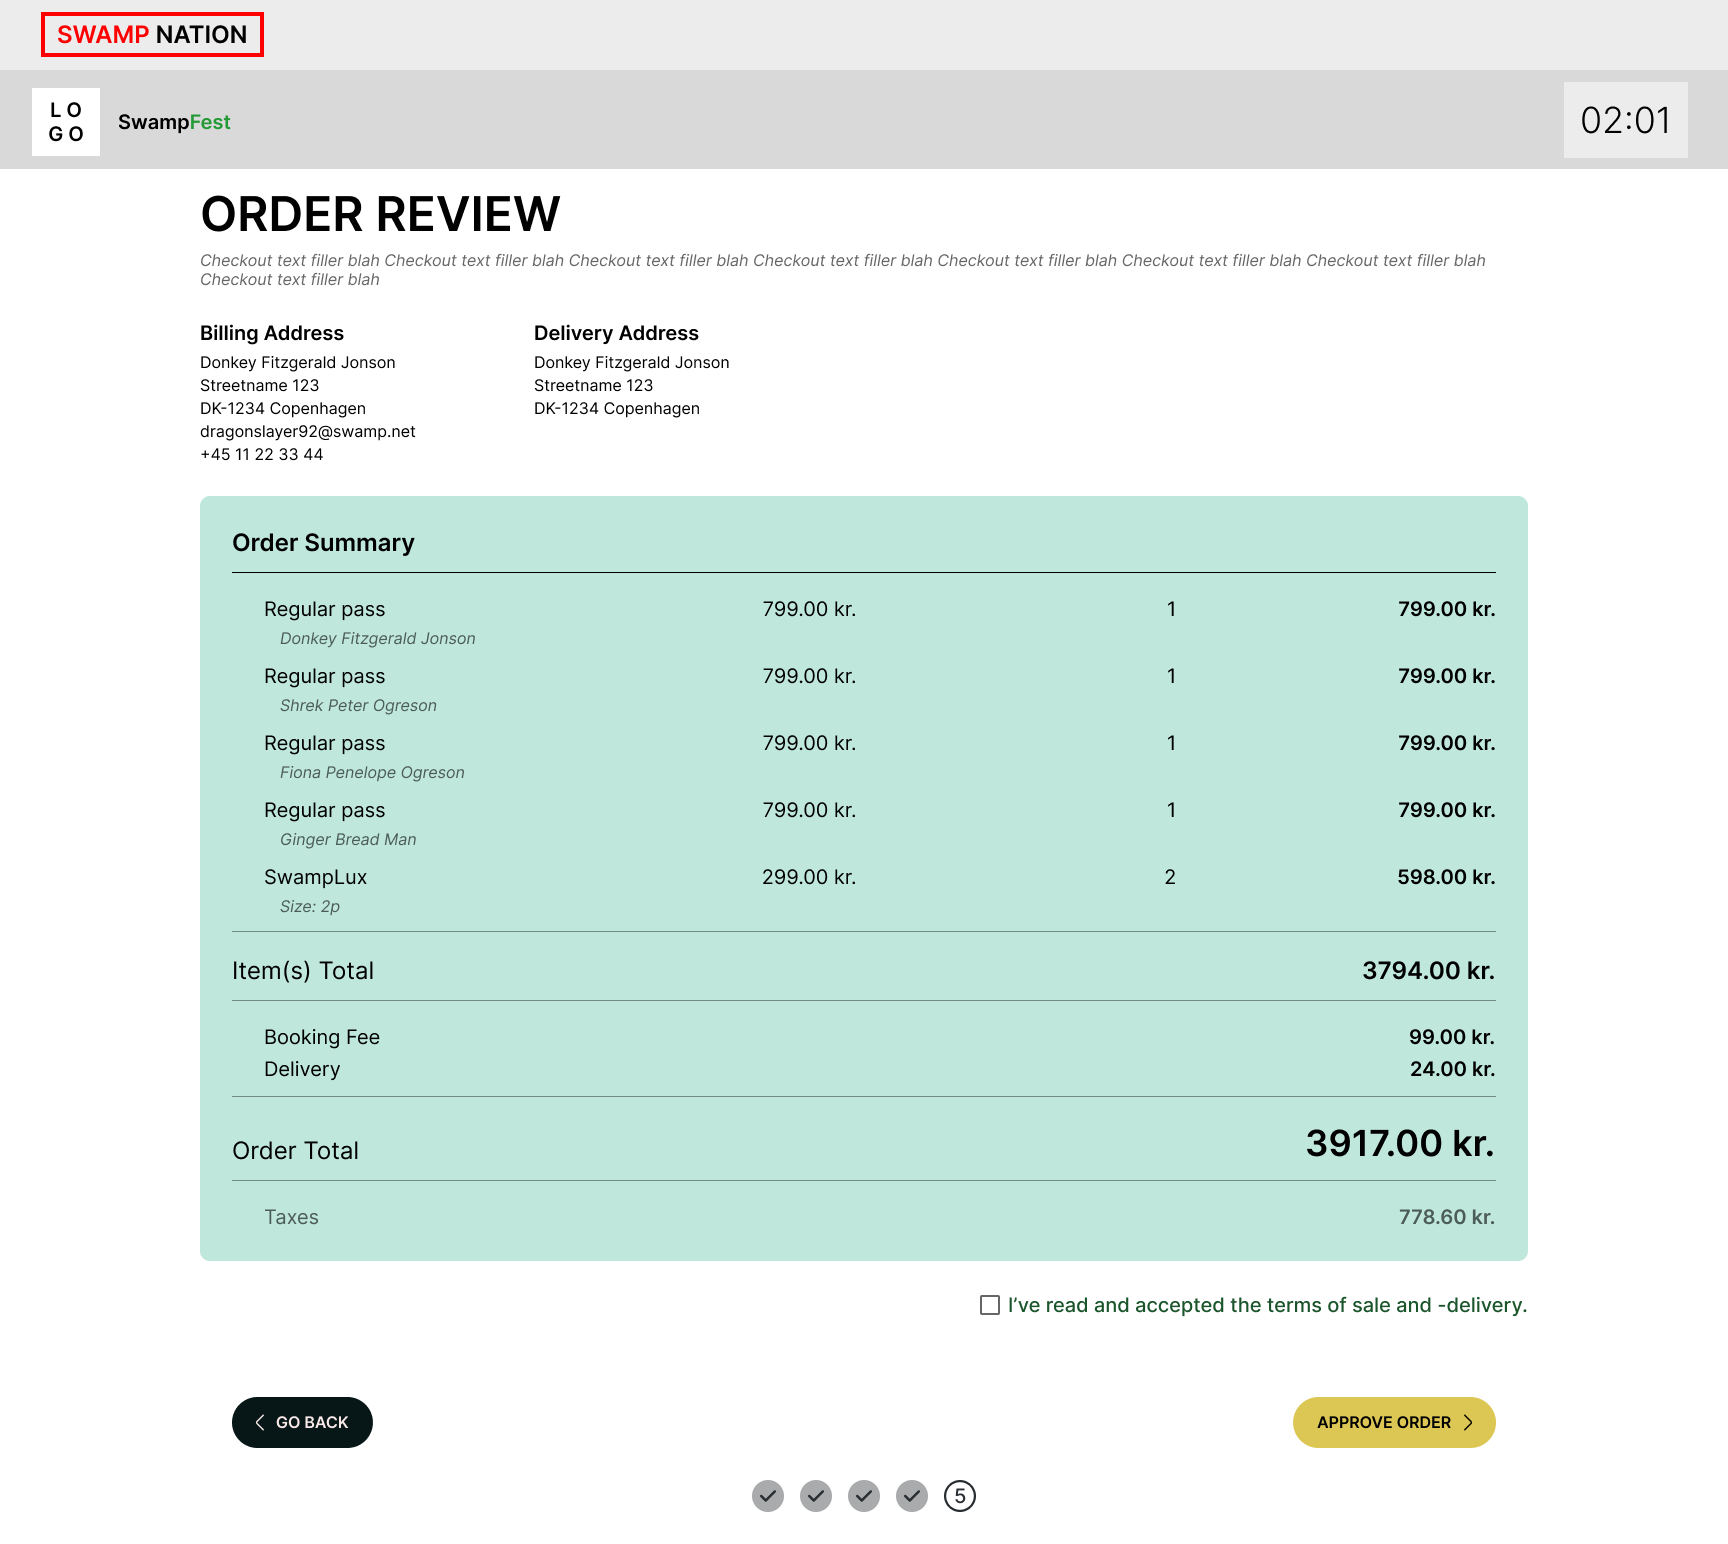 SWAMP NATION
LO
GO
SwampFest
02:01
ORDER REVIEW
Checkout text filler blah Checkout text filler blah Checkout text filler blah Checkout text filler blah Checkout text filler blah Checkout text filler blah Checkout text filler blah
Checkout text filler blah
Billing Address
Donkey Fitzgerald Jonson
Streetname 123
DK-1234 Copenhagen
dragonslayer92@swamp.net
+45 11 22 33 44
Delivery Address
Donkey Fitzgerald Jonson
Streetname 123
DK-1234 Copenhagen
Order Summary
Regular pass 799.00 kr. 1 799.00 kr.
Donkey Fitzgerald Jonson
Regular pass 799.00 kr. 1 799.00 kr.
Shrek Peter Ogreson
Regular pass 799.00 kr. 1 799.00 kr.
Fiona Penelope Ogreson
Regular pass 799.00 kr. 1 799.00 kr.
Ginger Bread Man
SwampLux 299.00 kr. 2 598.00 kr.
Size: 2p
Item(s) Total 3794.00 kr.
Booking Fee 99.00 kr.
Delivery 24.00 kr.
Order Total 3917.00 kr.
Taxes 778.60 kr.
I’ve read and accepted the terms of sale and -delivery.
GO BACK
APPROVE ORDER
5